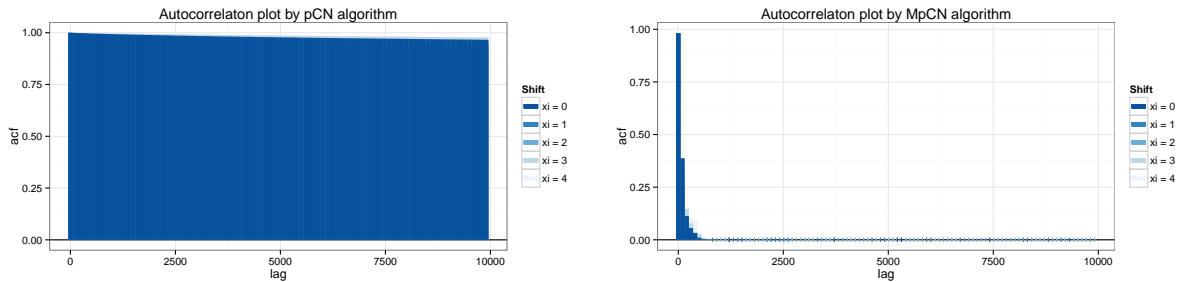 Autocorrelaton plot by pCN algorithm
1.00
0.75
0.50
0.25
0.00
acf
0
2500
5000
7500
10000
lag
Shift
xi = 0
xi = 1
xi = 2
xi = 3
xi = 4
Autocorrelaton plot by MpCN algorithm
1.00
0.75
0.50
0.25
0.00
acf
0
2500
5000
7500
10000
lag
Shift
xi = 0
xi = 1
xi = 2
xi = 3
xi = 4